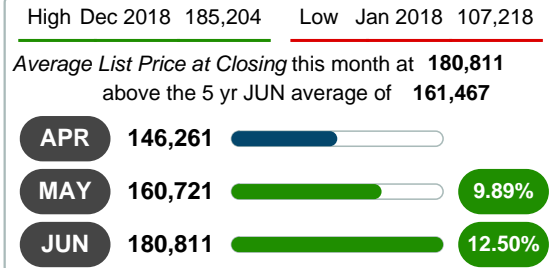 High Dec 2018 185,204 Low Jan 2018 107,218
Average List Price at Closing this month at 180,811
above the 5 yr JUN average of 161,467
APR 146,261
MAY 160,721 9.89%
JUN 180,811 12.50%